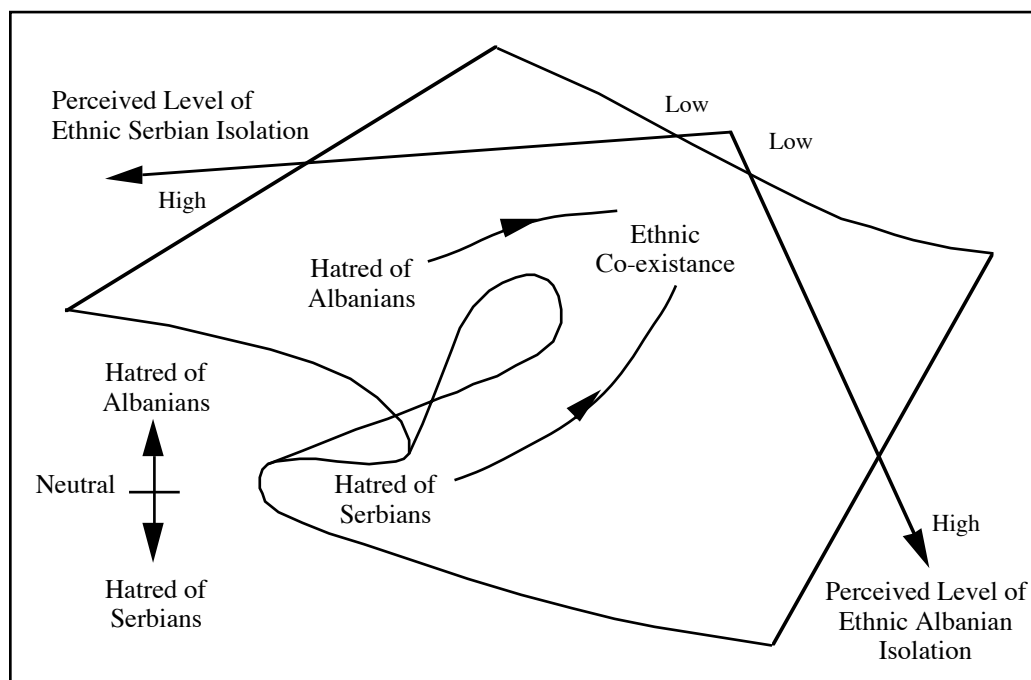 Perceived Level of
Ethnic Serbian Isolation
High
Low
Low
Hatred of
Albanians
Ethnic
Co-existance
Hatred of
Albanians
Neutral
Hatred of
Serbians
Hatred of
Serbians
High
Perceived Level of
Ethnic Albanian
Isolation